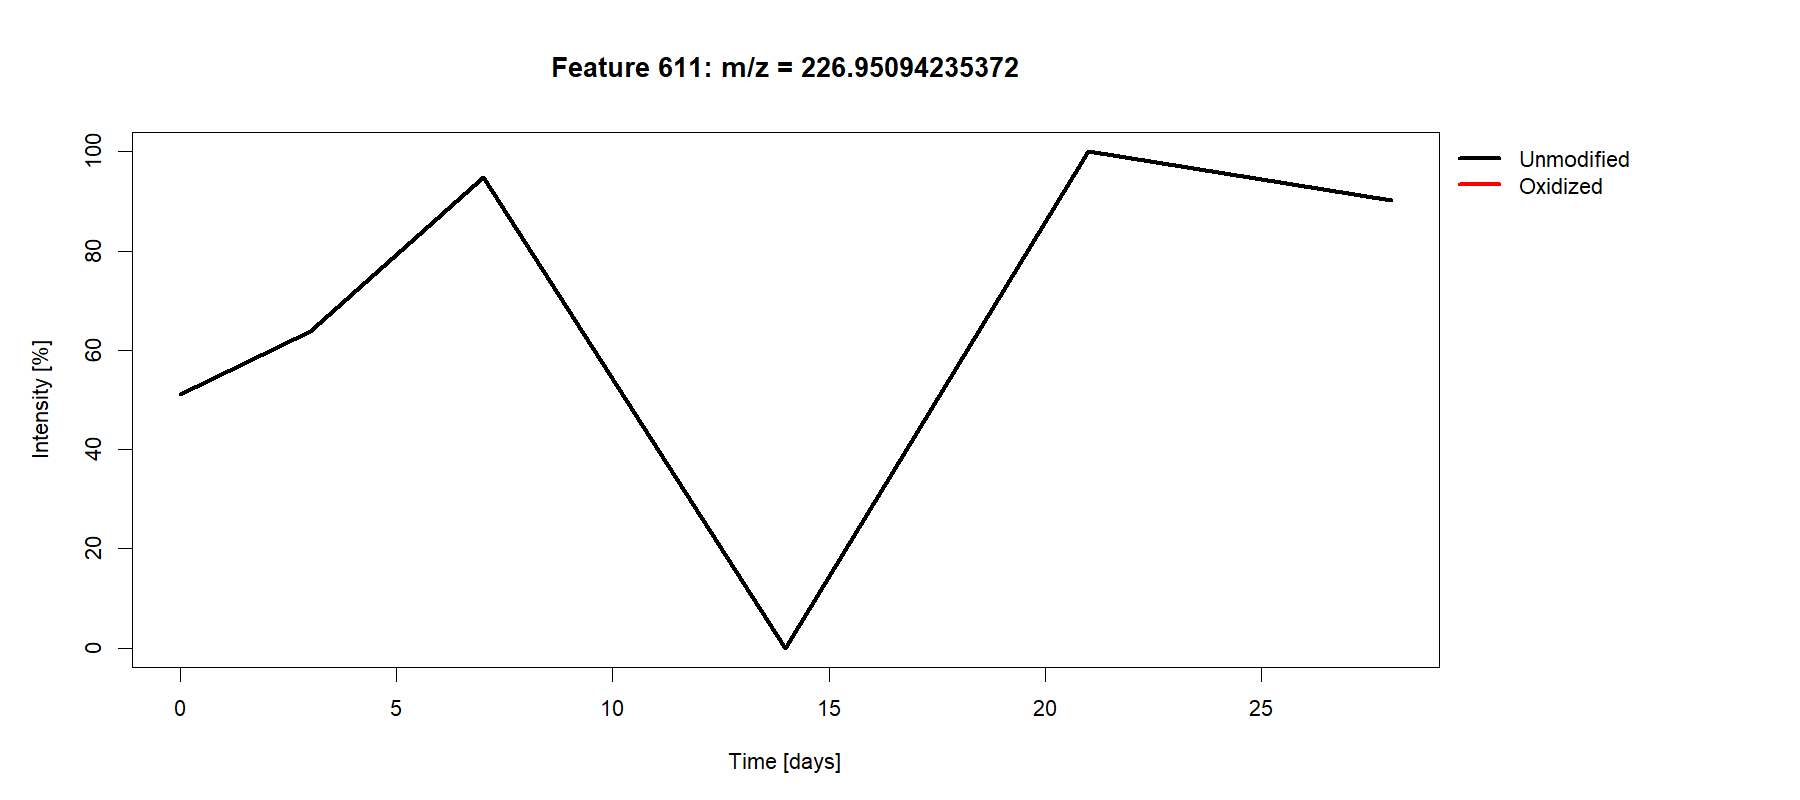 Feature 611: m/z = 226.95094235372
Unmodified
Oxidized
Intensity [%]
100
80
60
40
20
0
0 5 10 15 20 25
Time [days]